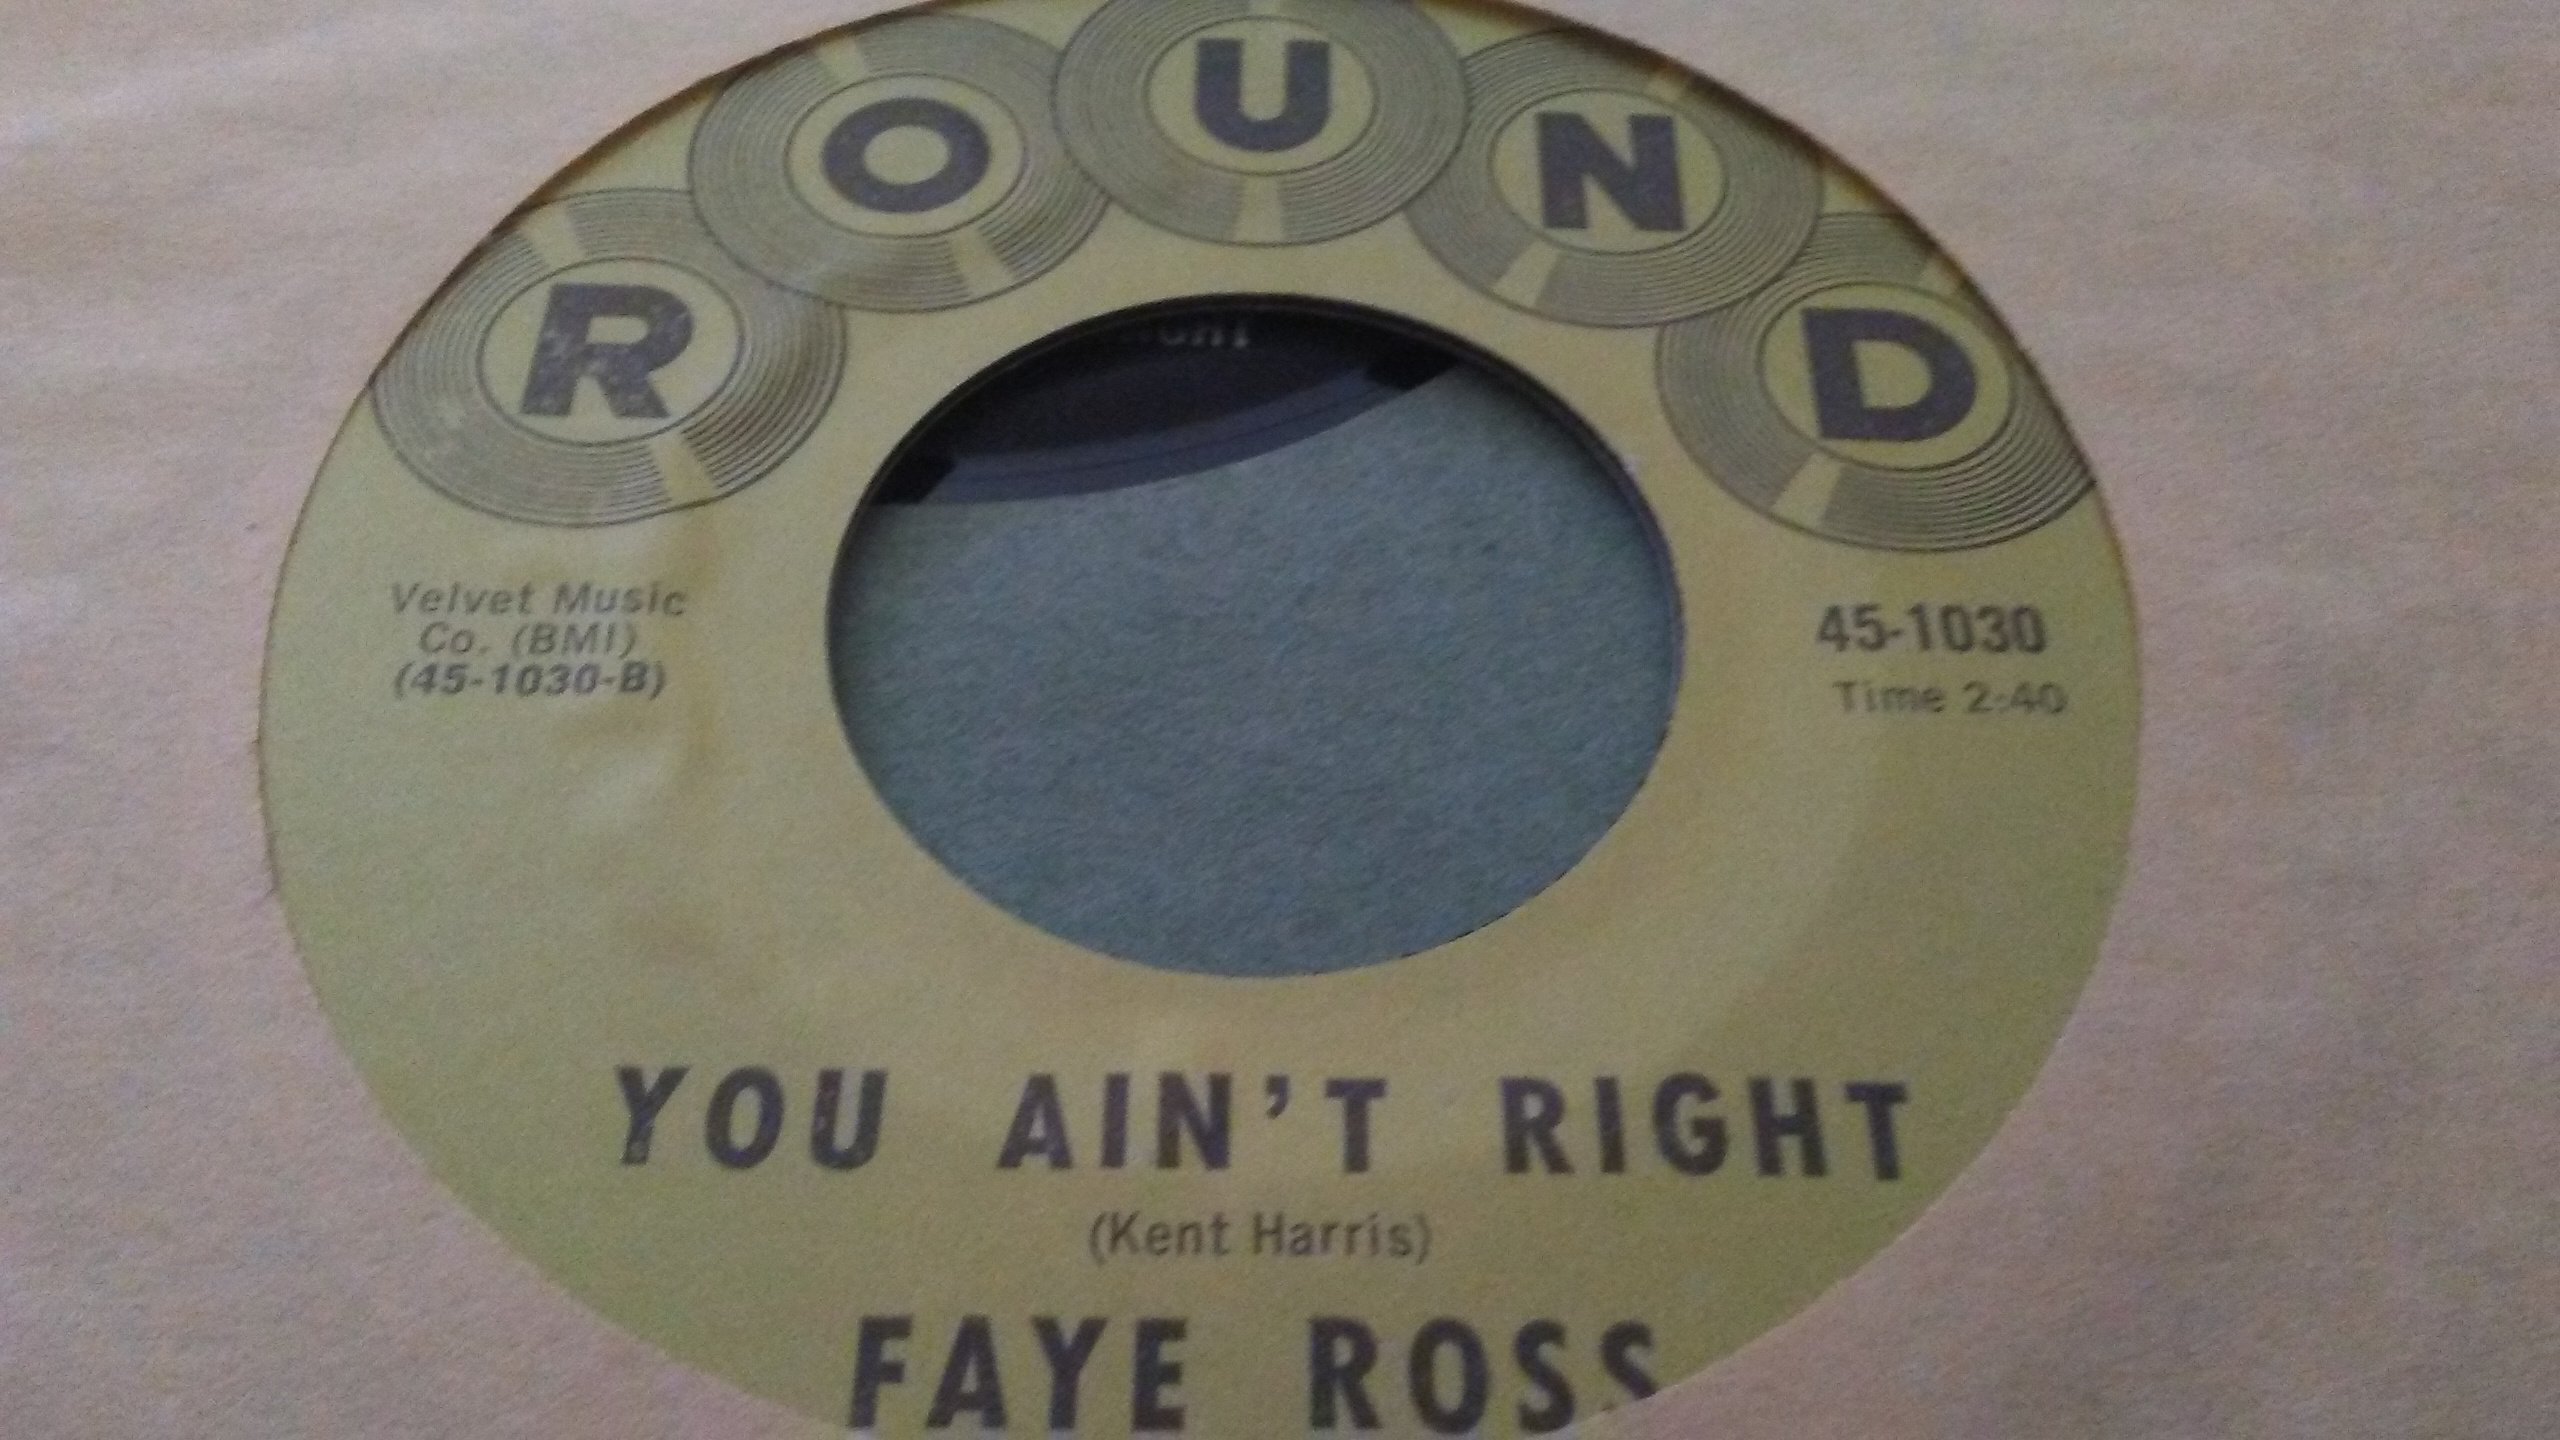 ROUND
Velvet Music
Co. (BMI)
(45-1030-B)
45-1030
Time 2:40
YOU AIN'T RIGHT
(Kent Harris)
FAYE ROSS